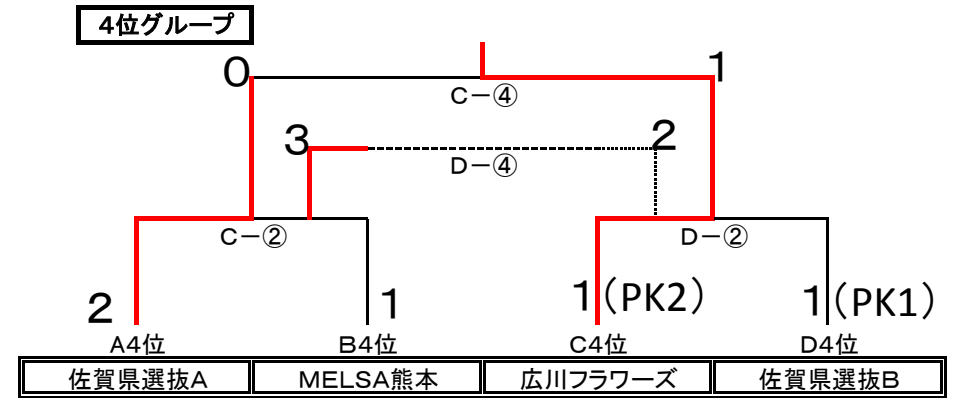 4位グループ
0 1
C-④
3 2
D-④
C-② D-②
2 1 1(PK2) 1(PK1)
A4位 B4位 C4位 D4位
佐賀県選抜A MELSA熊本 広川フラワーズ 佐賀県選抜B